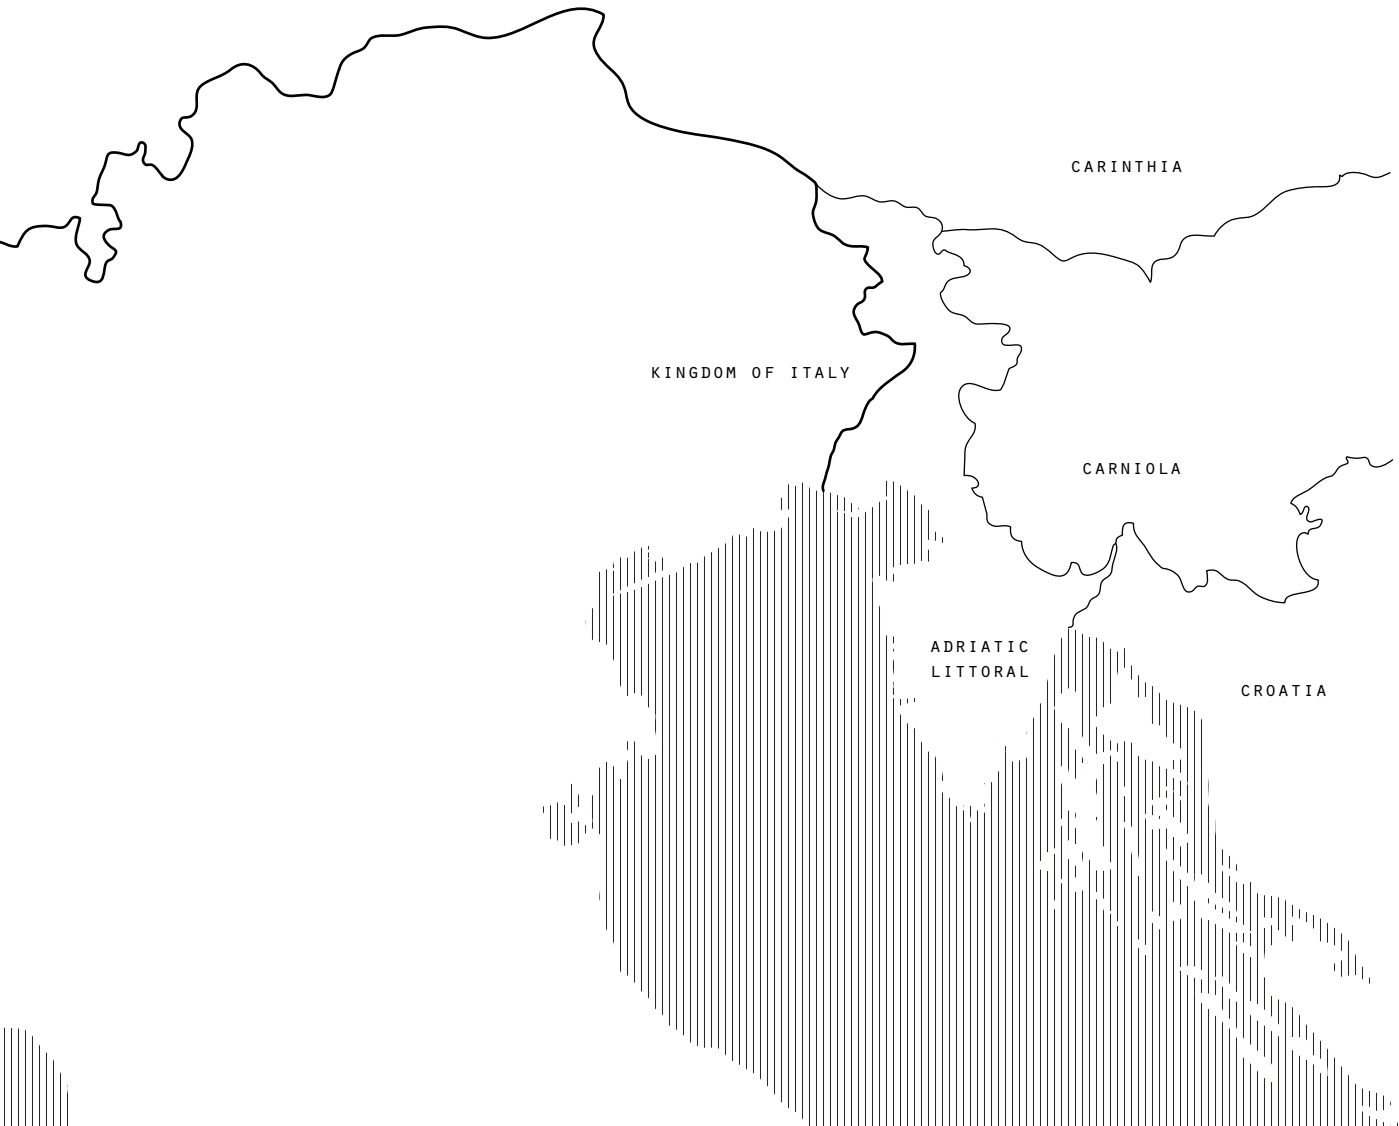 CARINTHIA
KINGDOM OF ITALY
CARNIOLA
ADRIATIC
LITTORAL
CROATIA